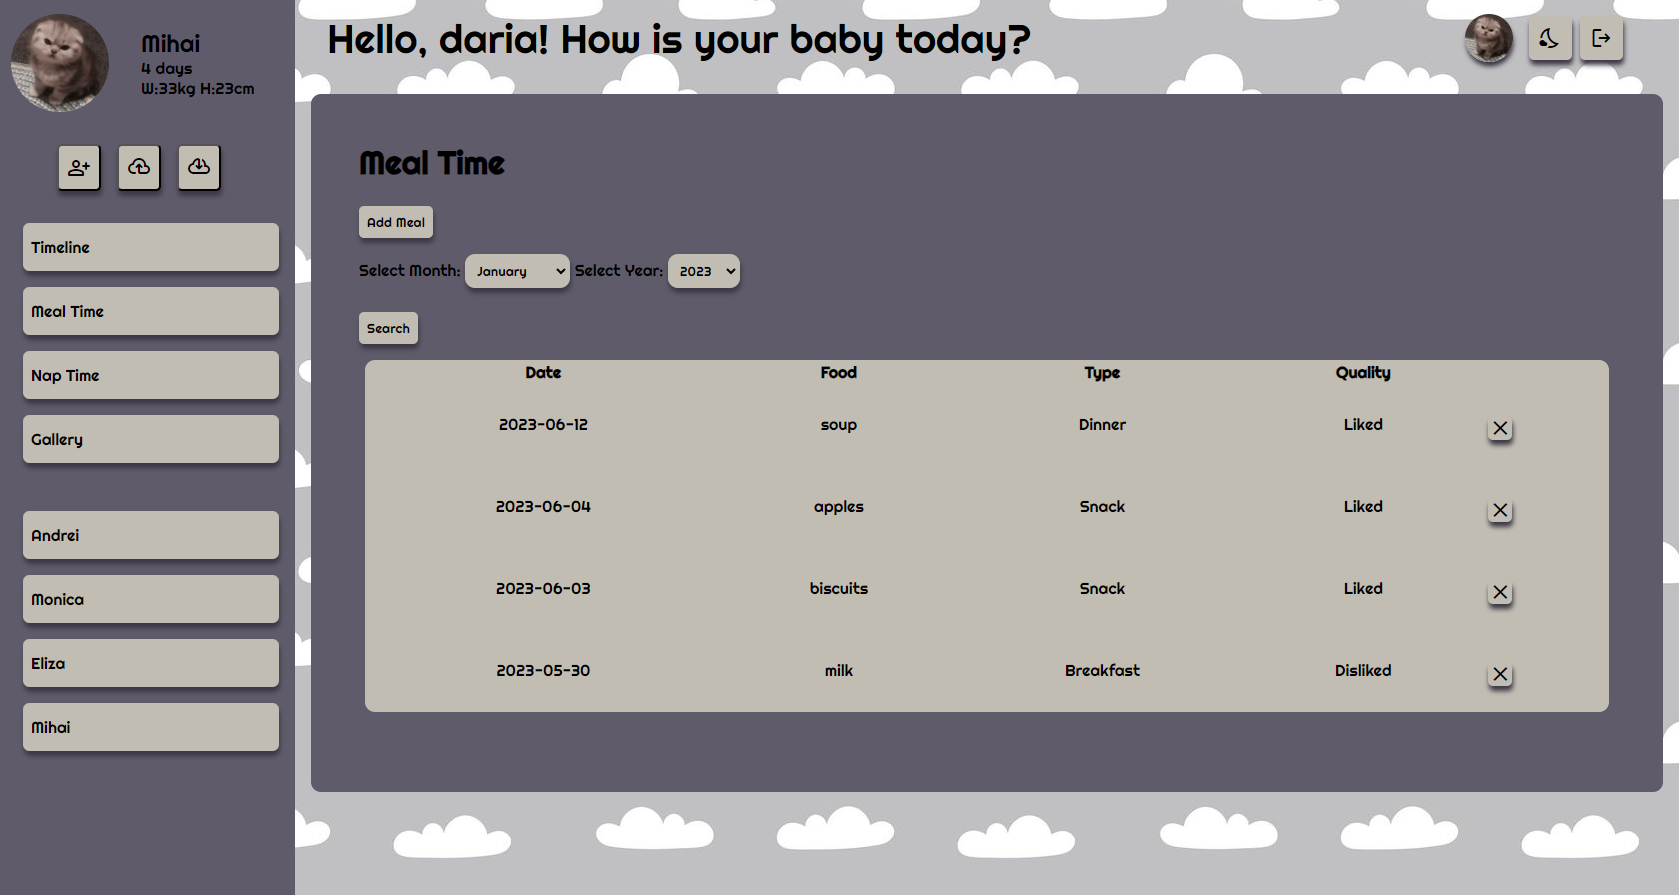 Mihai
4 days
W:33kg H:23cm
Timeline
Meal Time
Nap Time
Gallery
Andrei
Monica
Eliza
Mihai
Hello, daria! How is your baby today?
Meal Time
Add Meal
Select Month: January Select Year: 2023
Search
Date Food Type Quality
2023-06-12 soup Dinner Liked
2023-06-04 apples Snack Liked
2023-06-03 biscuits Snack Liked
2023-05-30 milk Breakfast Disliked